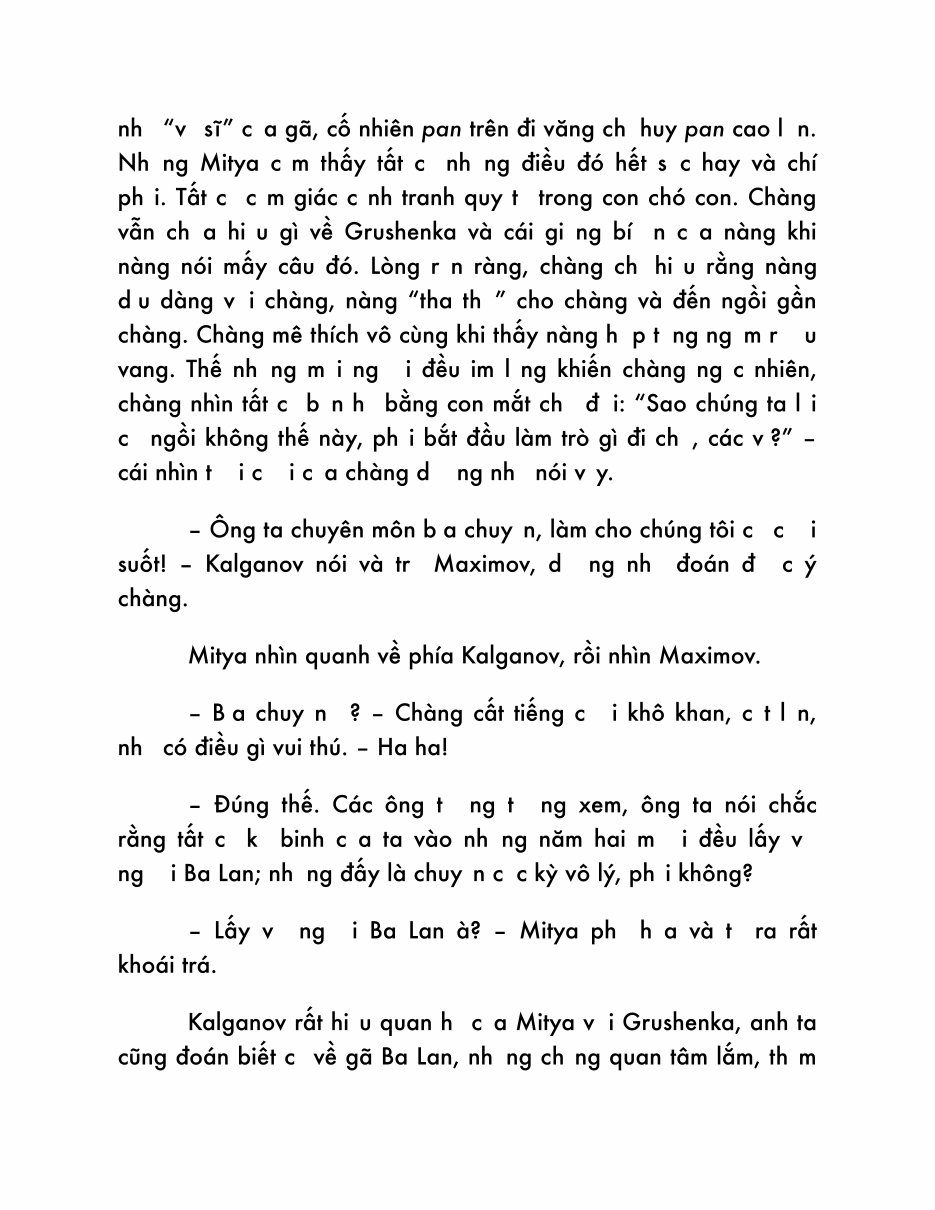 nh “v sĩ” c a gã, cố nhiên pan trên đi văng ch huy pan cao l n.
Nh ng Mitya c m thấy tất c nh ng điều đó hết s c hay và chí
ph i. Tất c c m giác c nh tranh quy t trong con chó con. Chàng
vẫn ch a hi u gì về Grushenka và cái gi ng bí n c a nàng khi
nàng nói mấy câu đó. Lòng r n ràng, chàng ch hi u rằng nàng
d u dàng v i chàng, nàng “tha th ” cho chàng và đến ngồi gần
chàng. Chàng mê thích vô cùng khi thấy nàng h p t ng ng m r u
vang. Thế nh ng m i ng i đều im l ng khiến chàng ng c nhiên,
chàng nhìn tất c b n h bằng con mắt ch đ i: “Sao chúng ta l i
c ngồi không thế này, ph i bắt đầu làm trò gì đi ch , các v ?” –
cái nhìn t i c i c a chàng d ng nh nói v y.
– Ông ta chuyên môn b a chuy n, làm cho chúng tôi c c i
suốt! – Kalganov nói và tr Maximov, d ng nh đoán đ c ý
chàng.
Mitya nhìn quanh về phía Kalganov, rồi nhìn Maximov.
– B a chuy n ? – Chàng cất tiếng c i khô khan, c t l n,
nh có điều gì vui thú. – Ha ha!
– Đúng thế. Các ông t ng t ng xem, ông ta nói chắc
rằng tất c k binh c a ta vào nh ng năm hai m i đều lấy v
ng i Ba Lan; nh ng đấy là chuy n c c kỳ vô lý, ph i không?
– Lấy v ng i Ba Lan à? – Mitya ph h a và t ra rất
khoái trá.
Kalganov rất hi u quan h c a Mitya v i Grushenka, anh ta
cũng đoán biết c về gã Ba Lan, nh ng ch ng quan tâm lắm, th m